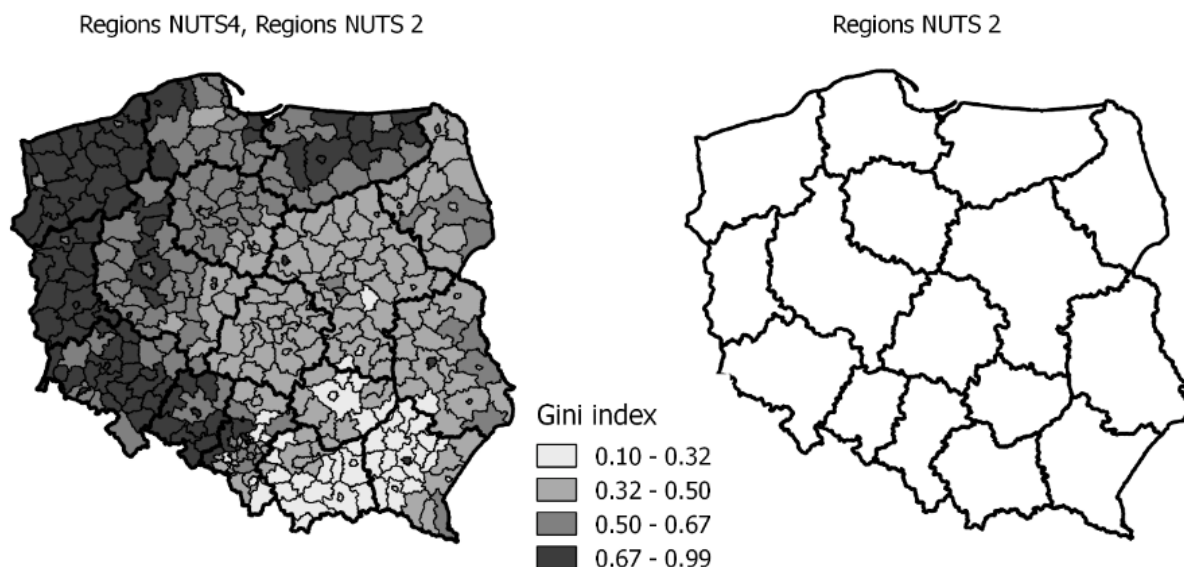 Regions NUTS4, Regions NUTS 2
Regions NUTS 2
Gini index
0.10 - 0.32
0.32 - 0.50
0.50 - 0.67
0.67 - 0.99